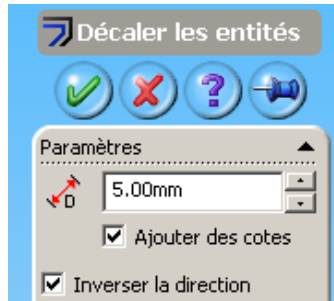 Décaler les entités
?
Paramètres
D
5.00mm
Ajouter des cotes
Inverser la direction